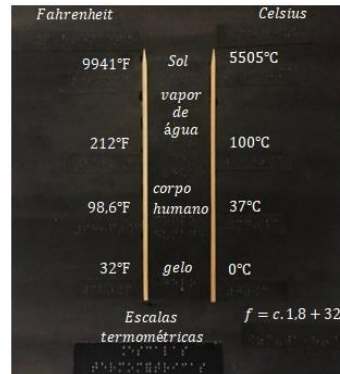 Fahrenheit Celsius
9941°F Sol 5505°C
vapor
de
água
212°F 100°C
corpo
98,6°F humano 37°C
32°F gelo 0°C
Escalas f = c. 1,8 + 32
termométricas